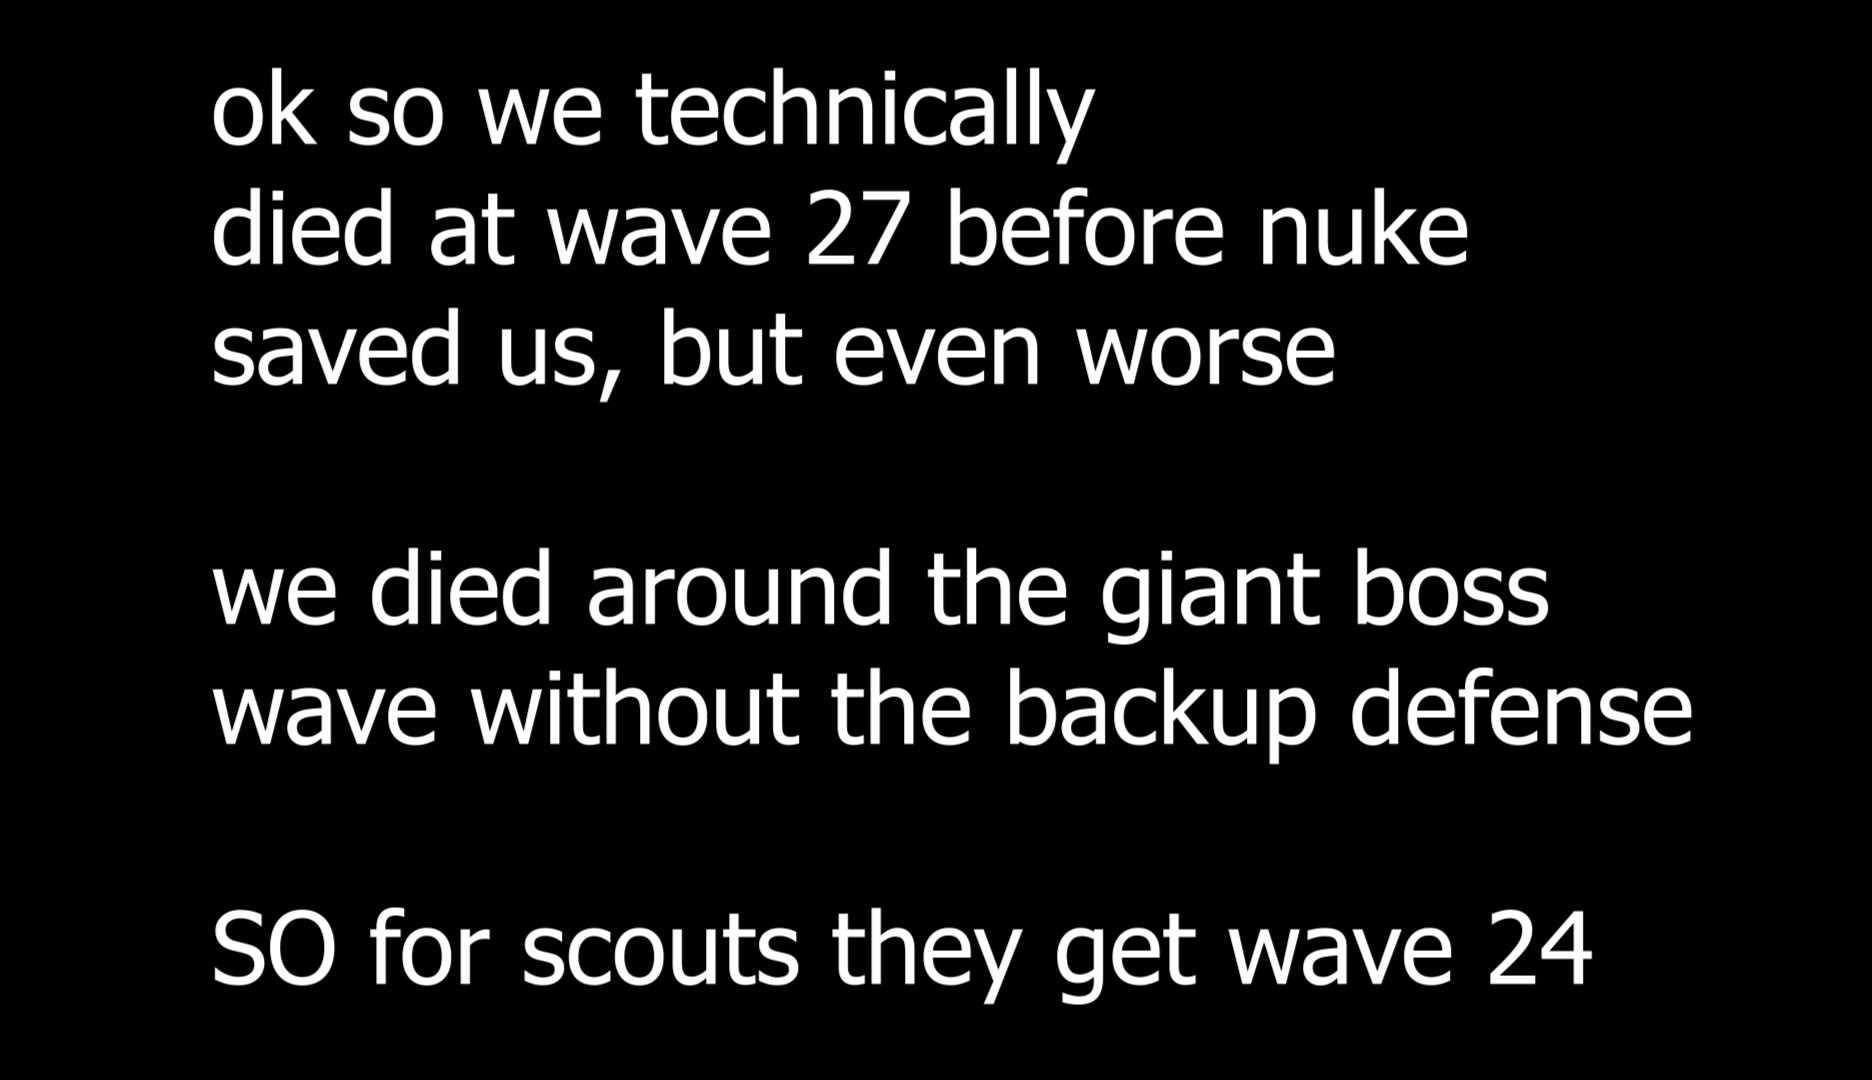 ok so we technically
died at wave 27 before nuke
saved us, but even worse
we died around the giant boss
wave without the backup defense
SO for scouts they get wave 24